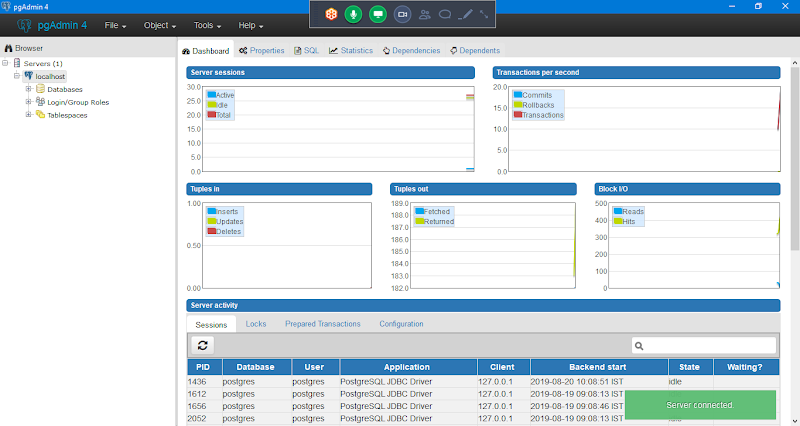 pgAdmin 4
pgAdmin 4 File Object Tools Help
Browser
Servers (1)
localhost
Databases
Login/Group Roles
Tablespaces
Dashboard Properties SQL Statistics Dependencies Dependents
Server sessions
30.0
25.0
20.0
15.0
10.0
5.0
0.0
Active
Idle
Total
Transactions per second
20.0
15.0
10.0
5.0
0.0
Commits
Rollbacks
Transactions
Tuples in
1.00
0.50
0.00
Inserts
Updates
Deletes
Tuples out
189.0
188.0
187.0
186.0
185.0
184.0
183.0
182.0
Fetched
Returned
Block I/O
500
400
300
200
100
0
Reads
Hits
Server activity
Sessions Locks Prepared Transactions Configuration
PID Database User Application Client Backend start State Waiting?
1436 postgres postgres PostgreSQL JDBC Driver 127.0.0.1 2019-08-20 10:08:51 IST idle
1612 postgres postgres PostgreSQL JDBC Driver 127.0.0.1 2019-08-19 09:08:13 IST
1656 postgres postgres PostgreSQL JDBC Driver 127.0.0.1 2019-08-19 09:08:46 IST
2052 postgres postgres PostgreSQL JDBC Driver 127.0.0.1 2019-08-19 09:08:13 IST
Server connected.